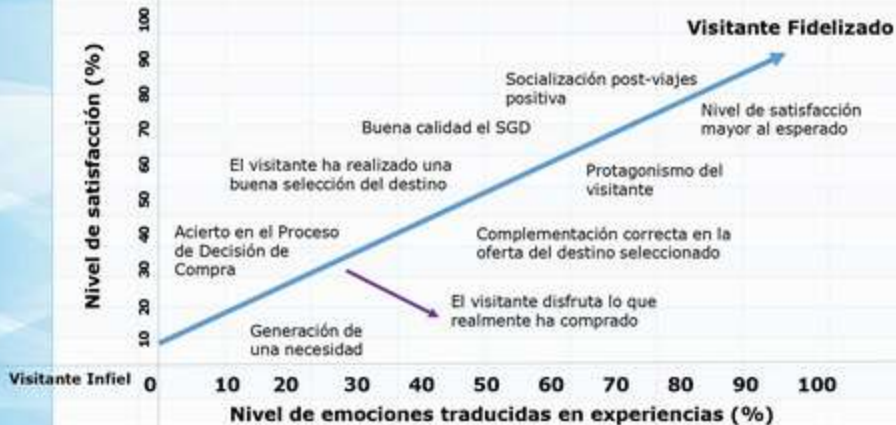 Visitante Fidelizado
Nivel de satisfacción (%)
100
90
80
70
60
50
40
30
20
10
Socialización post-viajes
positiva
Nivel de satisfacción
mayor al esperado
Buena calidad el SGD
El visitante ha realizado una
buena selección del destino
Protagonismo del
visitante
Acierto en el Proceso
de Decisión de
Compra
Complementación correcta en la
oferta del destino seleccionado
El visitante disfruta lo que
realmente ha comprado
Generación de
una necesidad
Visitante Infiel
0 10 20 30 40 50 60 70 80 90 100
Nivel de emociones traducidas en experiencias (%)